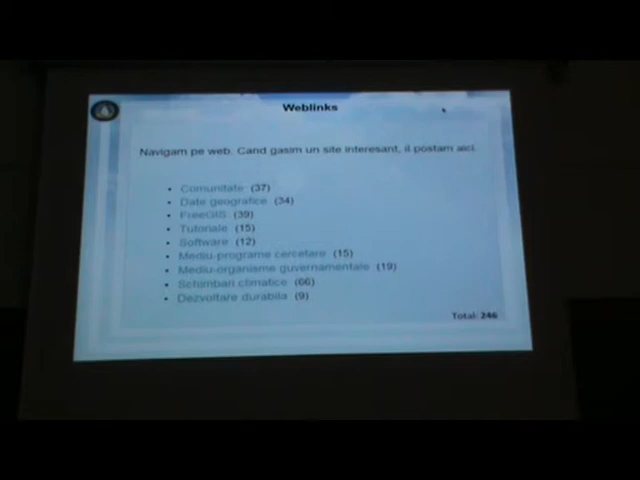 Weblinks
Navigam pe web. Cand gasim un site interesant, il postam aici.
• Comunitate (37)
• Date geografice (34)
• FreeGIS (39)
• Tutoriale (15)
• Software (12)
• Mediu-programe cercetare (15)
• Mediu-organisme guvernamentale (19)
• Schimbari climatice (66)
• Dezvoltare durabila (9)
Total: 246